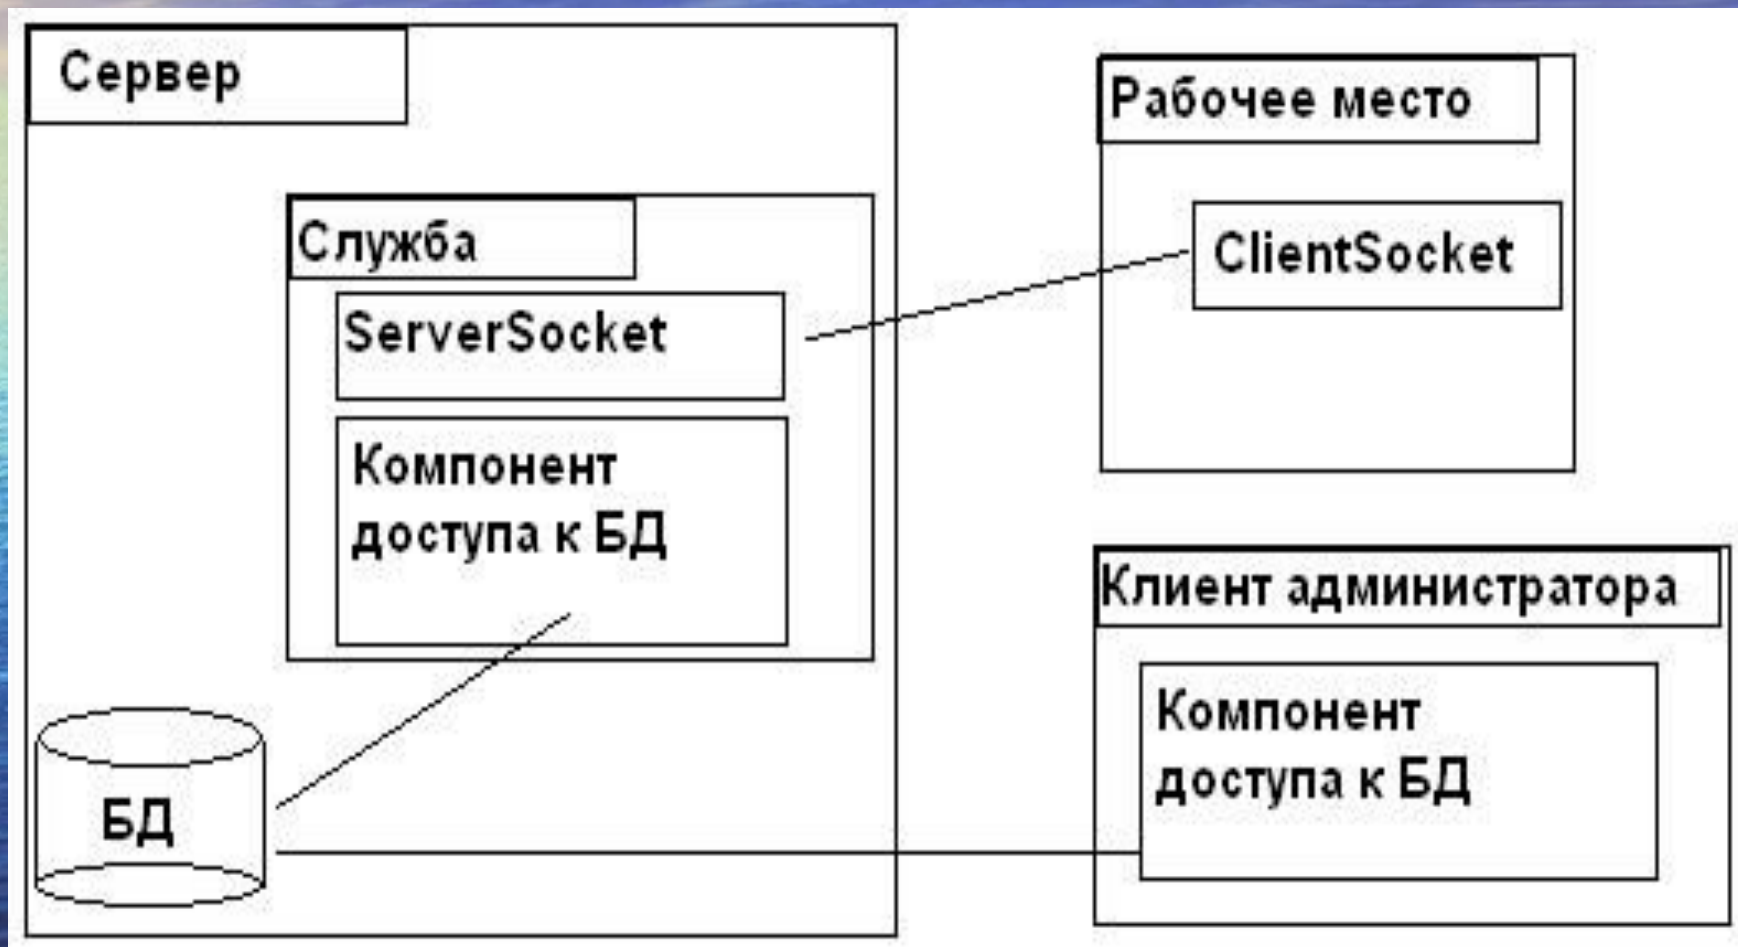 Сервер
Служба
ServerSocket
Компонент
доступа к БД
БД
Рабочее место
ClientSocket
Клиент администратора
Компонент
доступа к БД